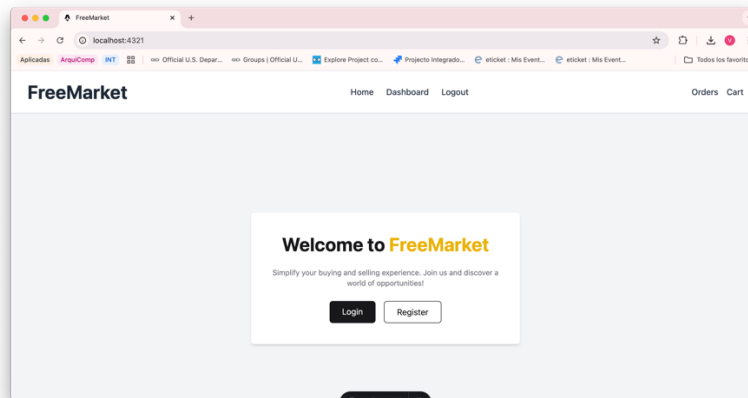 FreeMarket
localhost:4321
Aplicadas ArquiComp INT Official U.S. Depar... Groups | Official U... Explore Project co... Projecto Integrado... eticket : Mis Event... eticket : Mis Event... Todos los favorito
FreeMarket Home Dashboard Logout Orders Cart
Welcome to FreeMarket
Simplify your buying and selling experience. Join us and discover a
world of opportunities!
Login Register